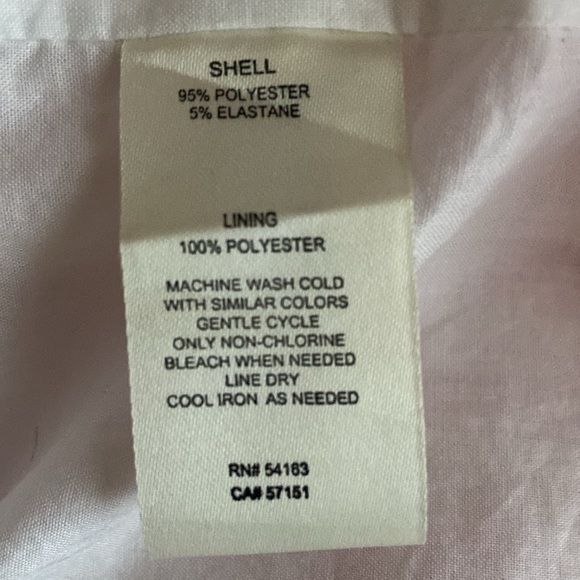 SHELL
95% POLYESTER
5% ELASTANE
LINING
100% POLYESTER
MACHINE WASH COLD
WITH SIMILAR COLORS
GENTLE CYCLE
ONLY NON-CHLORINE
BLEACH WHEN NEEDED
LINE DRY
COOL IRON AS NEEDED
RN# 54163
CA# 57151